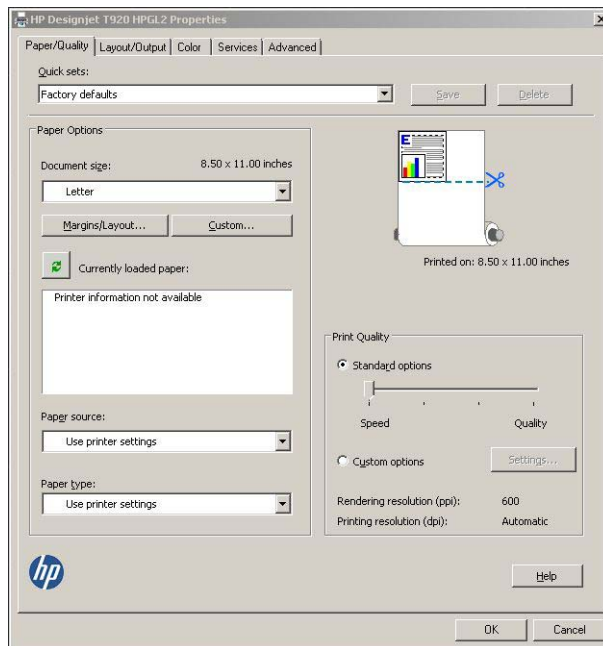 HP Designjet T920 HPGL2 Properties
Paper/Quality Layout/Output Color Services Advanced
Quick sets:
Factory defaults
Save Delete
Paper Options
Document size: 8.50 x 11.00 inches
Letter
Margins/Layout... Custom...
Currently loaded paper:
Printer information not available
Paper source:
Use printer settings
Paper type:
Use printer settings
E
Printed on: 8.50 x 11.00 inches
Print Quality
Standard options
Speed Quality
Custom options Settings...
Rendering resolution (ppi): 600
Printing resolution (dpi): Automatic
hp
Help
OK Cancel